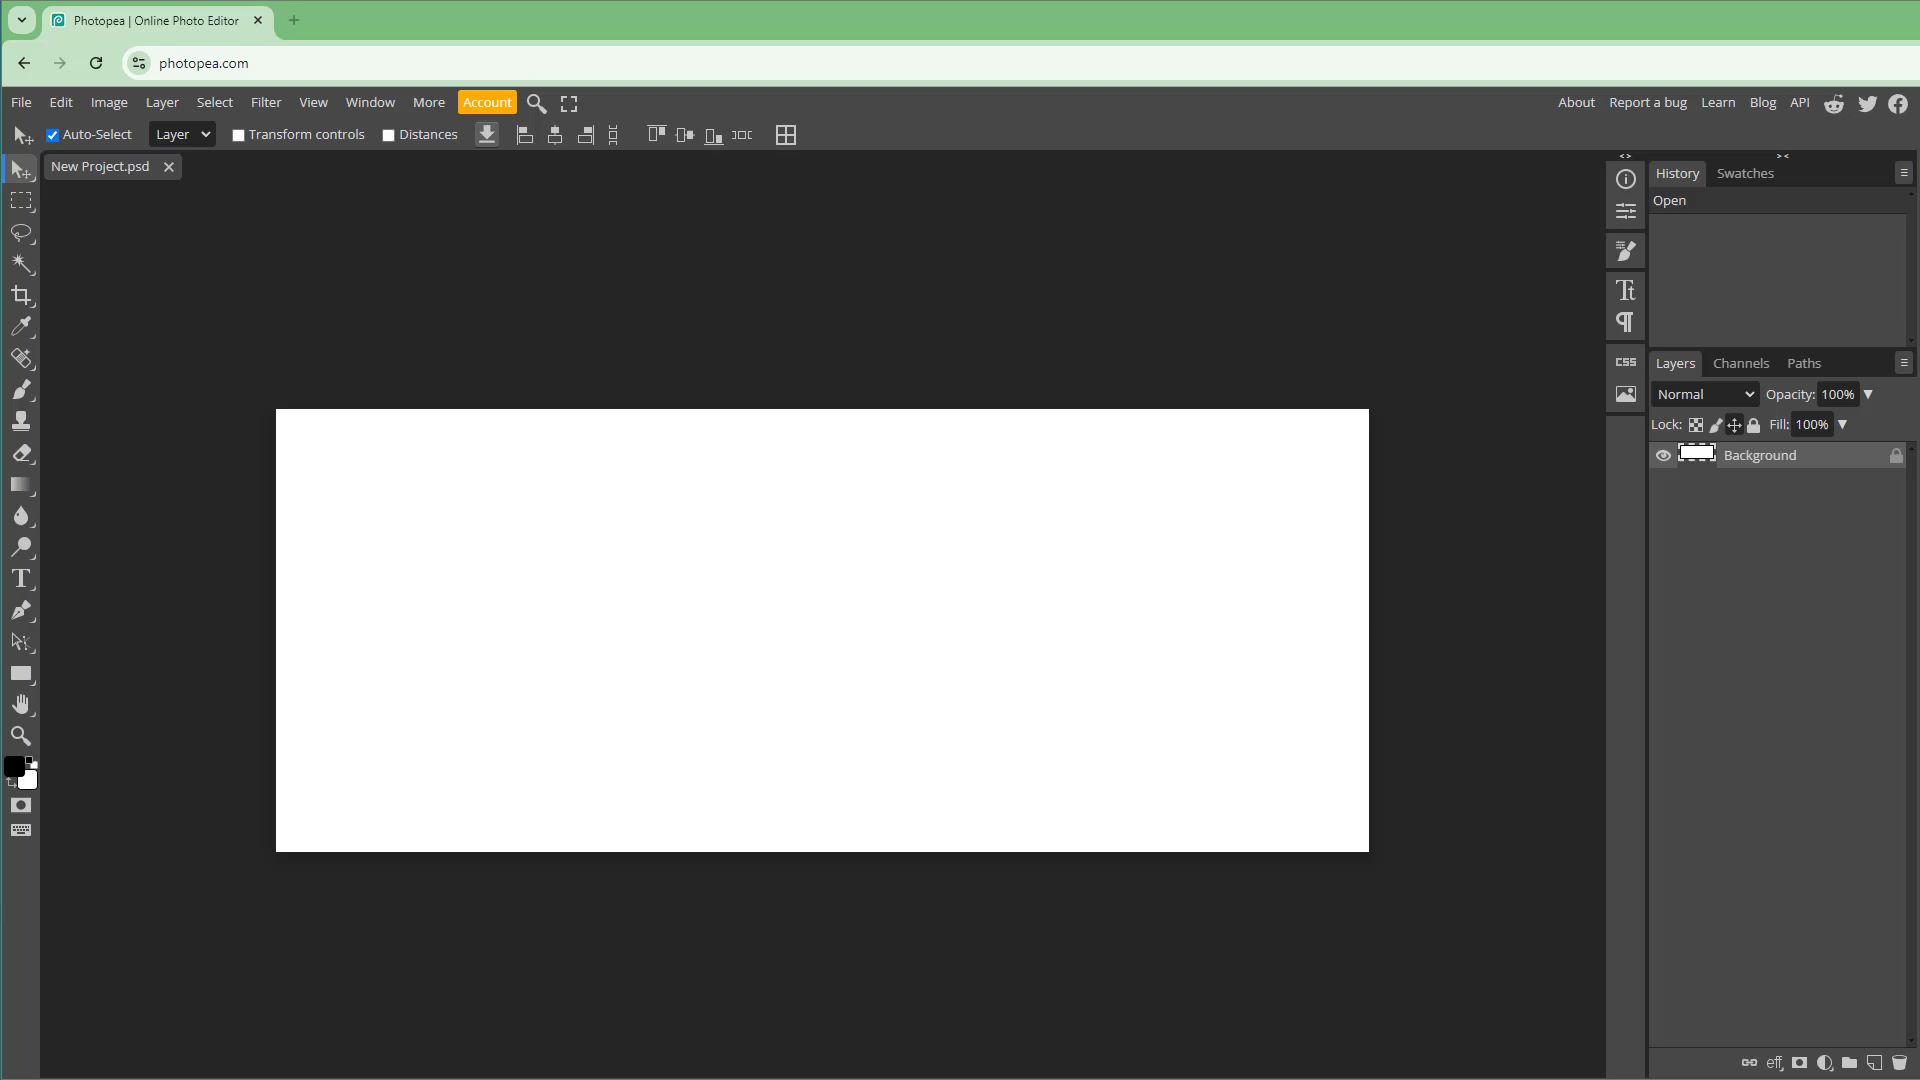 Photopea | Online Photo Editor
photopea.com
File Edit Image Layer Select Filter View Window More Account About Report a bug Learn Blog API
Auto-Select Layer Transform controls Distances
New Project.psd
History Swatches
Open
Tt
¶
CSS
Layers Channels Paths
Normal Opacity: 100%
Lock: Fill: 100%
Background
T
eff